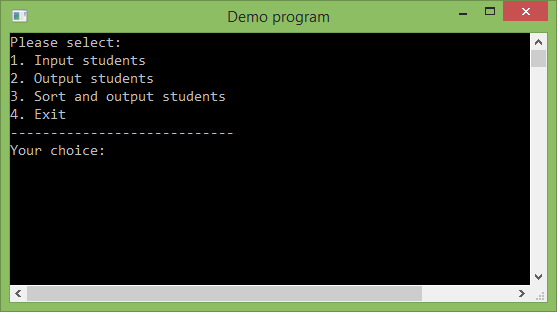 Demo program
Please select:
1. Input students
2. Output students
3. Sort and output students
4. Exit
----------------------------
Your choice: